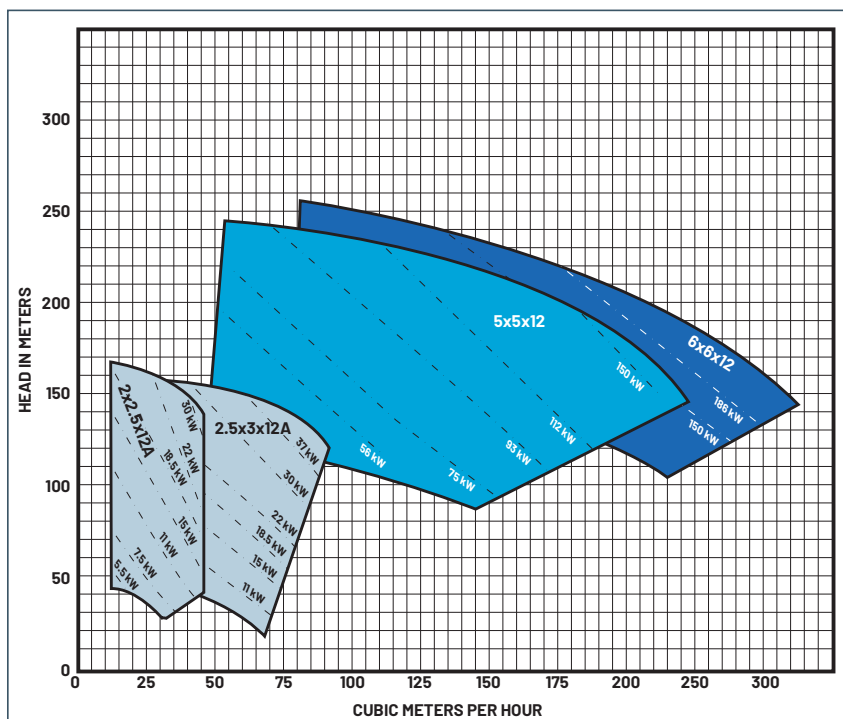 300
250
200
150
100
50
0
HEAD IN METERS
2x2.5x12A
2.5x3x12A
5x5x12
6x6x12
5.5 kW
7.5 kW
11 kW
15 kW
18.5 kW
22 kW
30 kW
37 kW
30 kW
22 kW
18.5 kW
15 kW
11 kW
56 kW
75 kW
93 kW
112 kW
150 kW
186 kW
150 kW
0 25 50 75 100 125 150 175 200 250 300
CUBIC METERS PER HOUR